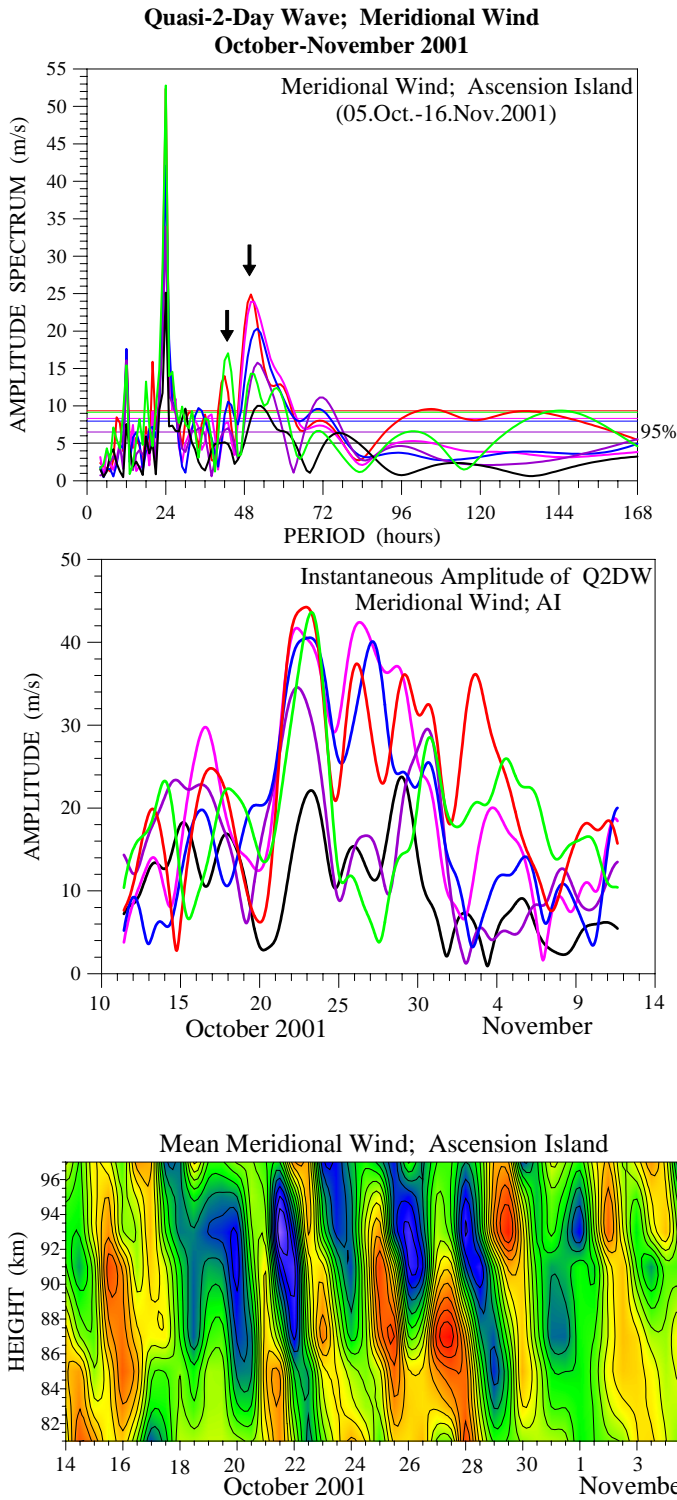 Quasi-2-Day Wave; Meridional Wind
October-November 2001
55
50
45
40
35
30
25
20
15
10
5
0
AMPLITUDE SPECTRUM (m/s)
Meridional Wind; Ascension Island
(05.Oct.-16.Nov.2001)
95%
0 24 48 72 96 120 144 168
PERIOD (hours)
50
40
30
20
10
0
AMPLITUDE (m/s)
Instantaneous Amplitude of Q2DW
Meridional Wind; AI
10 15 20 25 30 4 9 14
October 2001 November
Mean Meridional Wind; Ascension Island
96
94
92
90
88
86
84
82
HEIGHT (km)
14 16 18 20 22 24 26 28 30 1 3
October 2001 Novembe